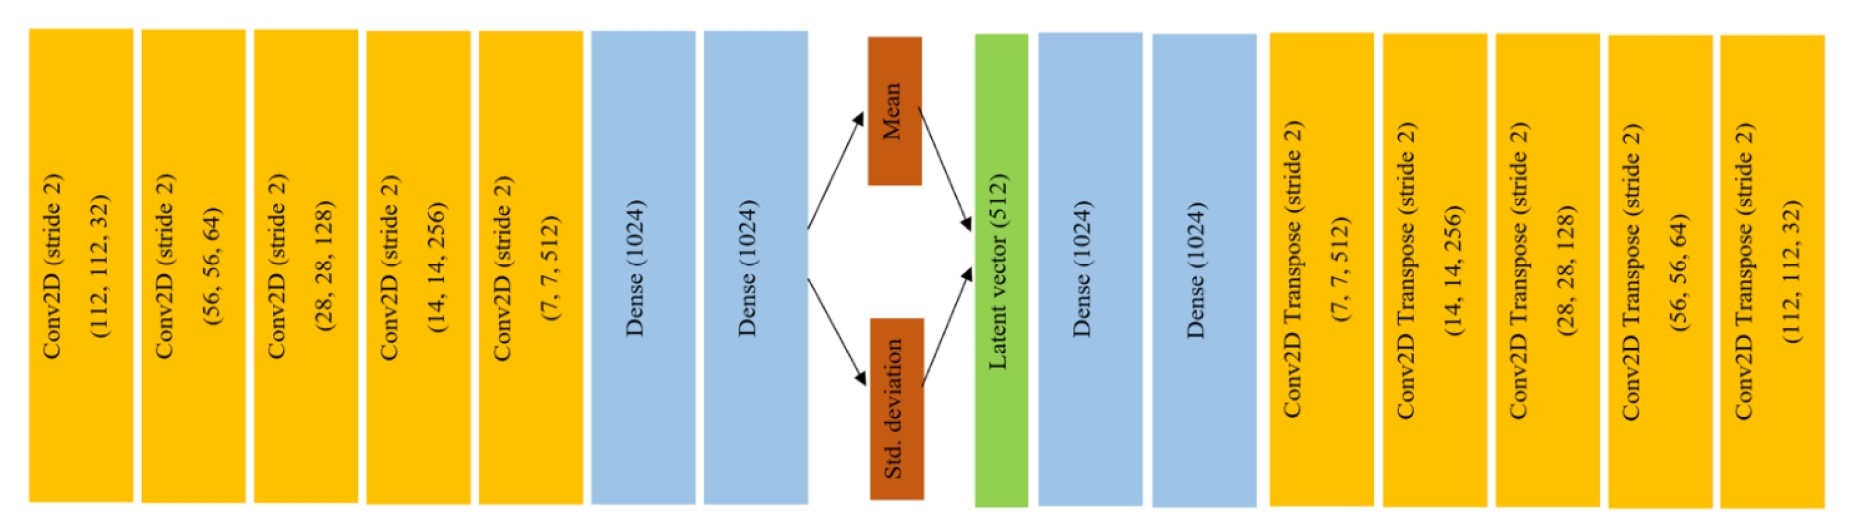 Conv2D (stride 2)
(112, 112, 32)
Conv2D (stride 2)
(56, 56, 64)
Conv2D (stride 2)
(28, 28, 128)
Conv2D (stride 2)
(14, 14, 256)
Conv2D (stride 2)
(7, 7, 512)
Dense (1024)
Dense (1024)
Mean
Std. deviation
Latent vector (512)
Dense (1024)
Dense (1024)
Conv2D Transpose (stride 2)
(7, 7, 512)
Conv2D Transpose (stride 2)
(14, 14, 256)
Conv2D Transpose (stride 2)
(28, 28, 128)
Conv2D Transpose (stride 2)
(56, 56, 64)
Conv2D Transpose (stride 2)
(112, 112, 32)